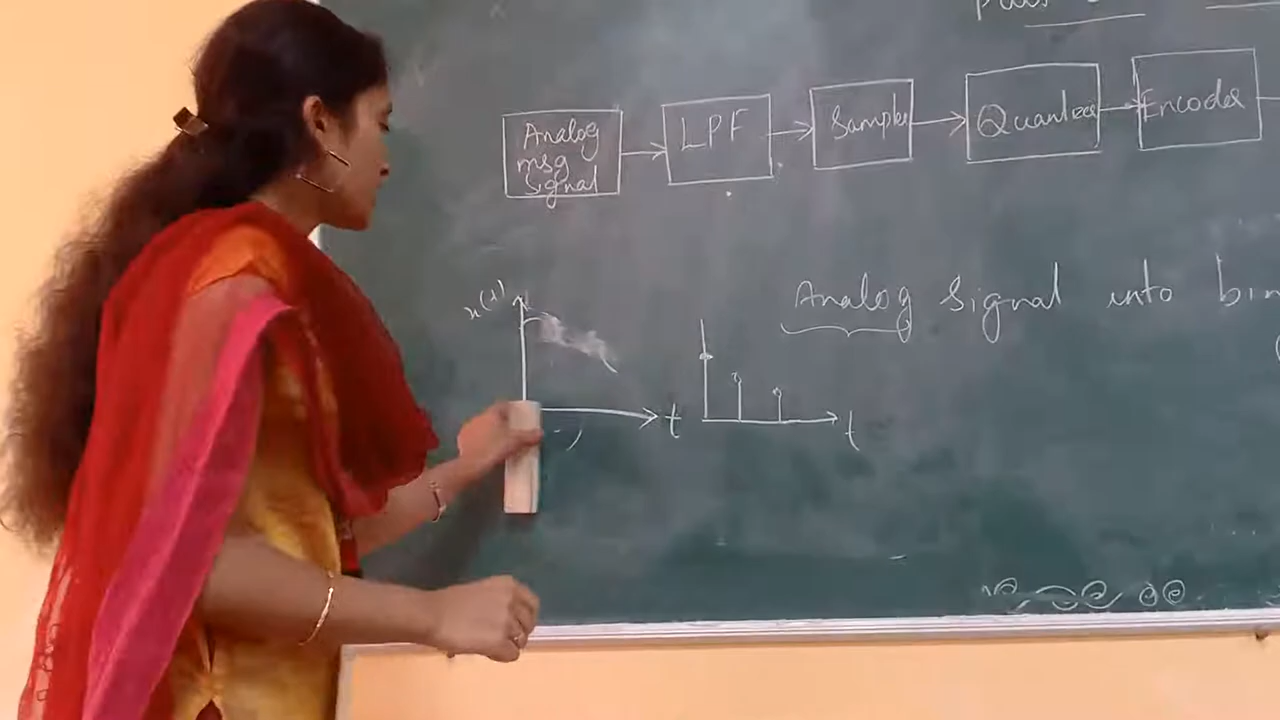 Analog
msg
Signal
LPF
Sampler
Quantizer
Encoder
Analog Signal into
x(t)
t
t